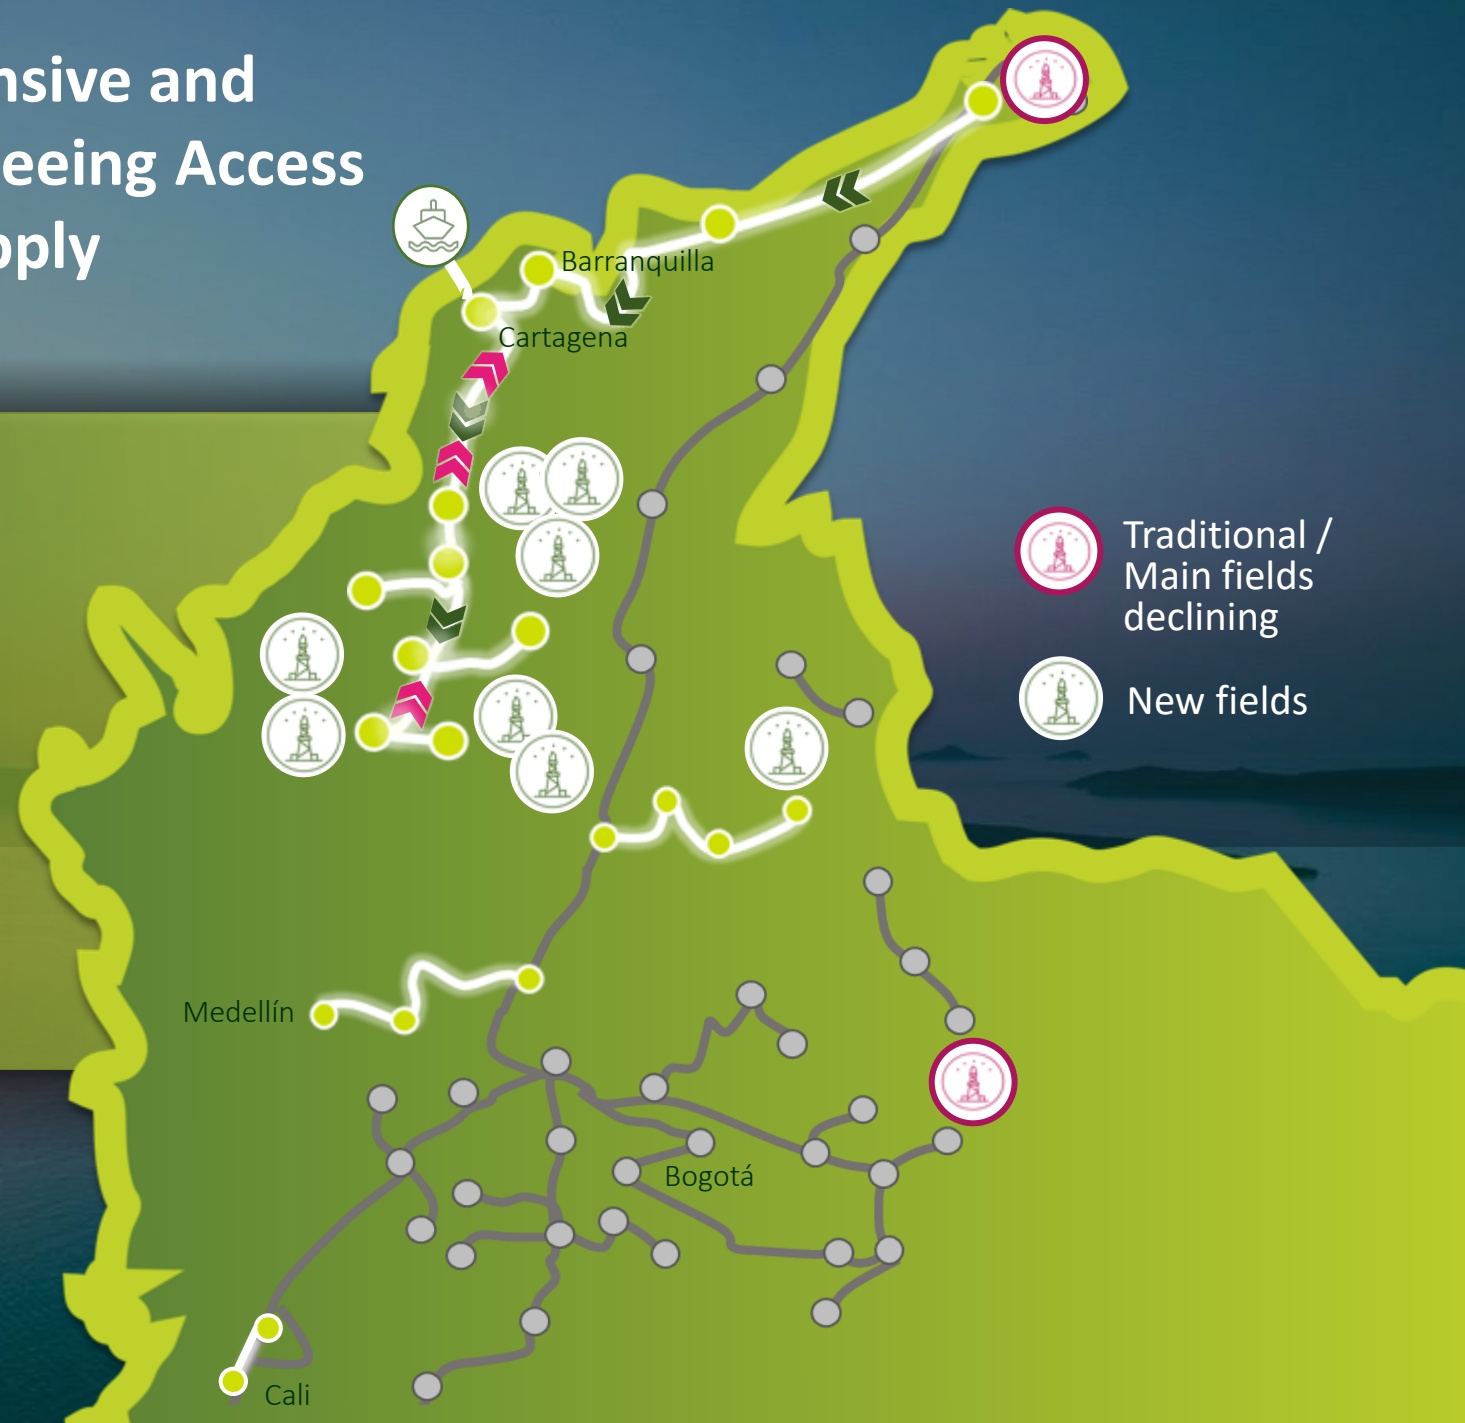 nsive and
eeing Access
pply
Barranquilla
Cartagena
Traditional /
Main fields
declining
New fields
Medellín
Bogotá
Cali